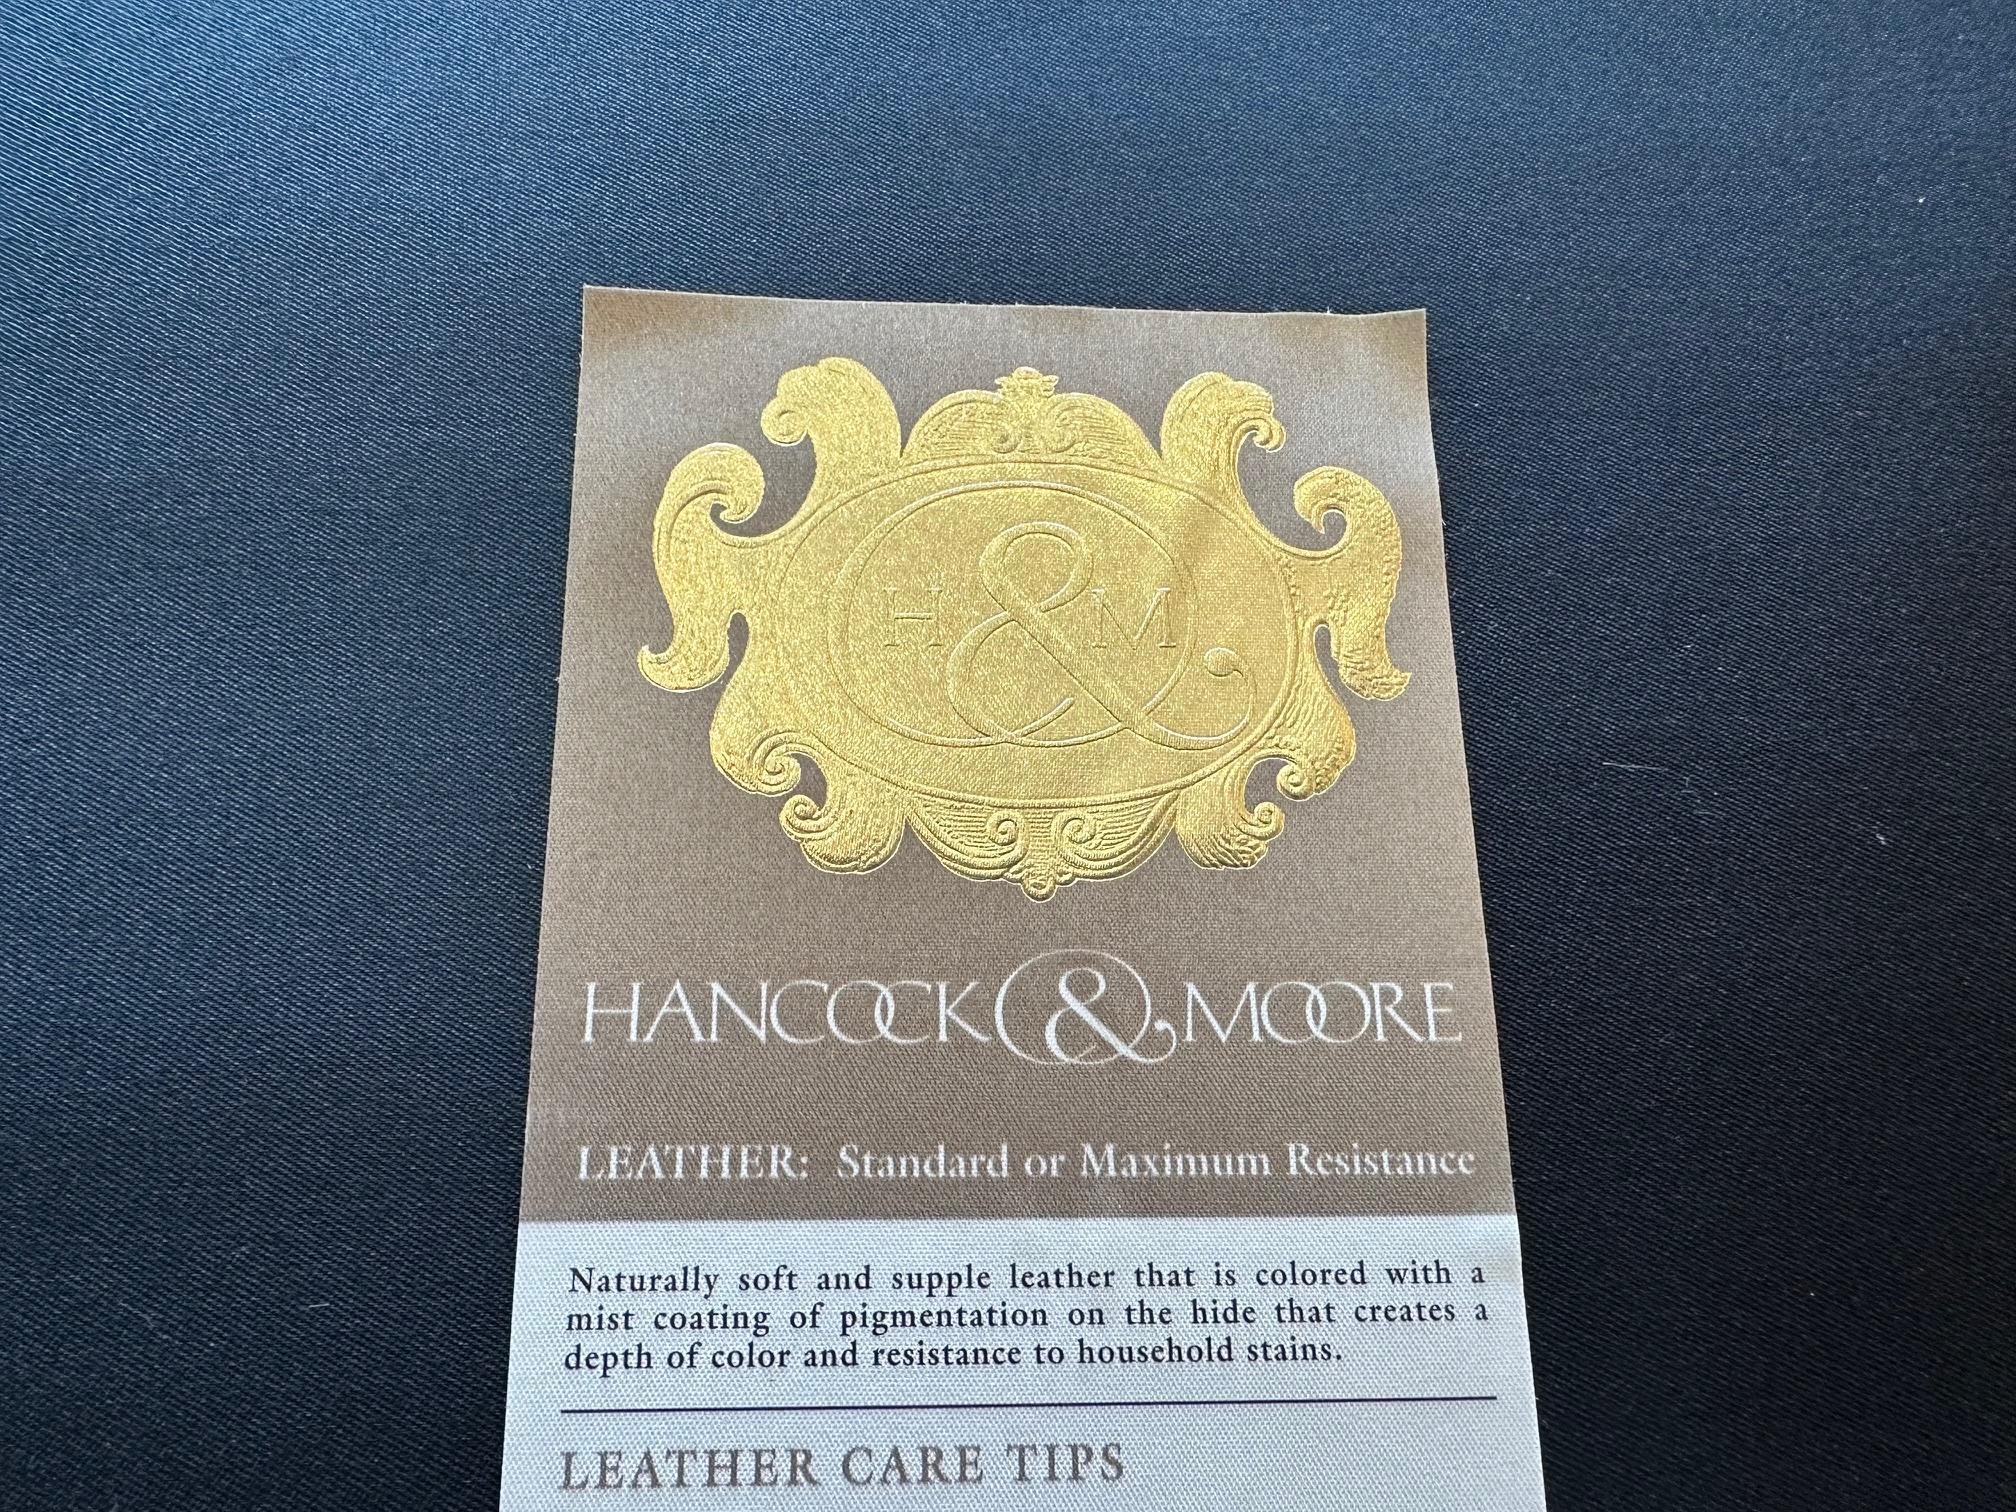 H & M
HANCOCK & MOORE
LEATHER: Standard or Maximum Resistance
Naturally soft and supple leather that is colored with a
mist coating of pigmentation on the hide that creates a
depth of color and resistance to household stains.
LEATHER CARE TIPS